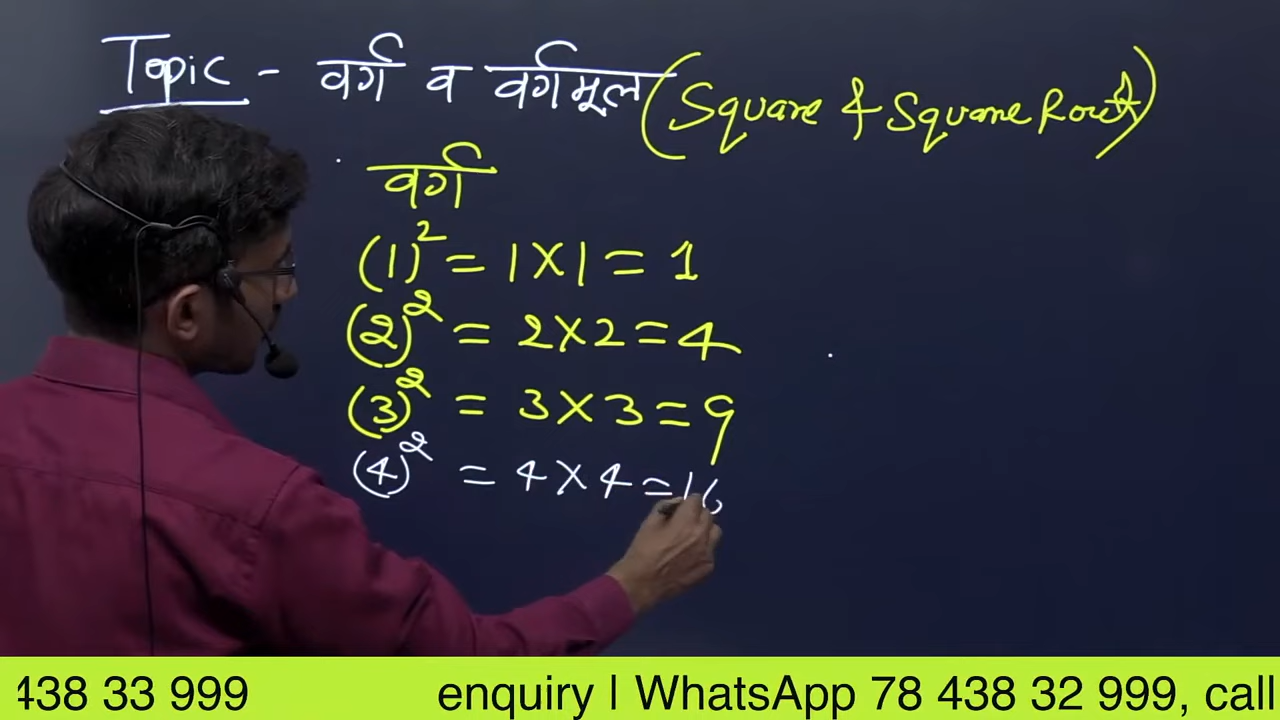 Topic - वर्ग व वर्गमूल (Square & Square Root)
वर्ग
(1)² = 1×1 = 1
(2)² = 2×2 = 4
(3)² = 3×3 = 9
(4)² = 4×4 = 16
438 33 999 enquiry | WhatsApp 78 438 32 999, call